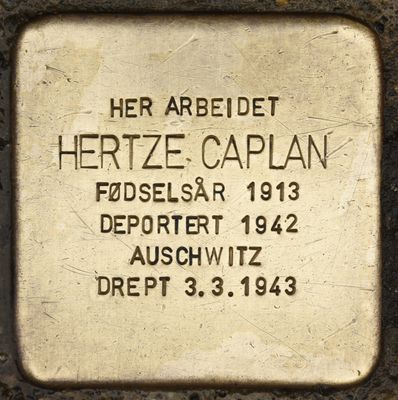 HER ARBEIDET
HERTZE CAPLAN
FØDSELSÅR 1913
DEPORTERT 1942
AUSCHWITZ
DREPT 3.3.1943